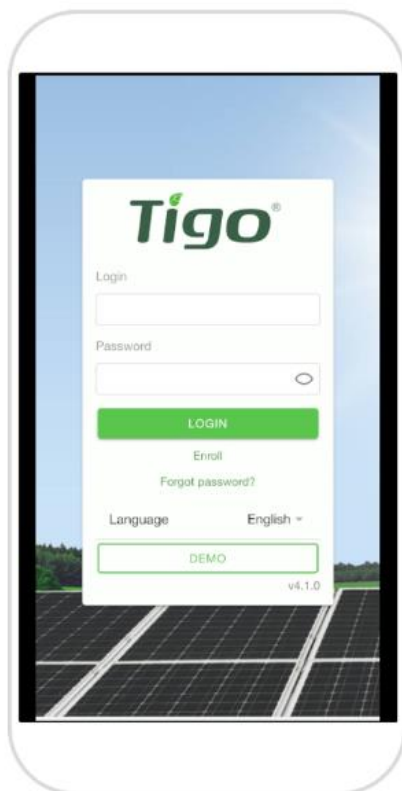 Tigo®
Login
Password
LOGIN
Enroll
Forgot password?
Language English
DEMO
v4.1.0